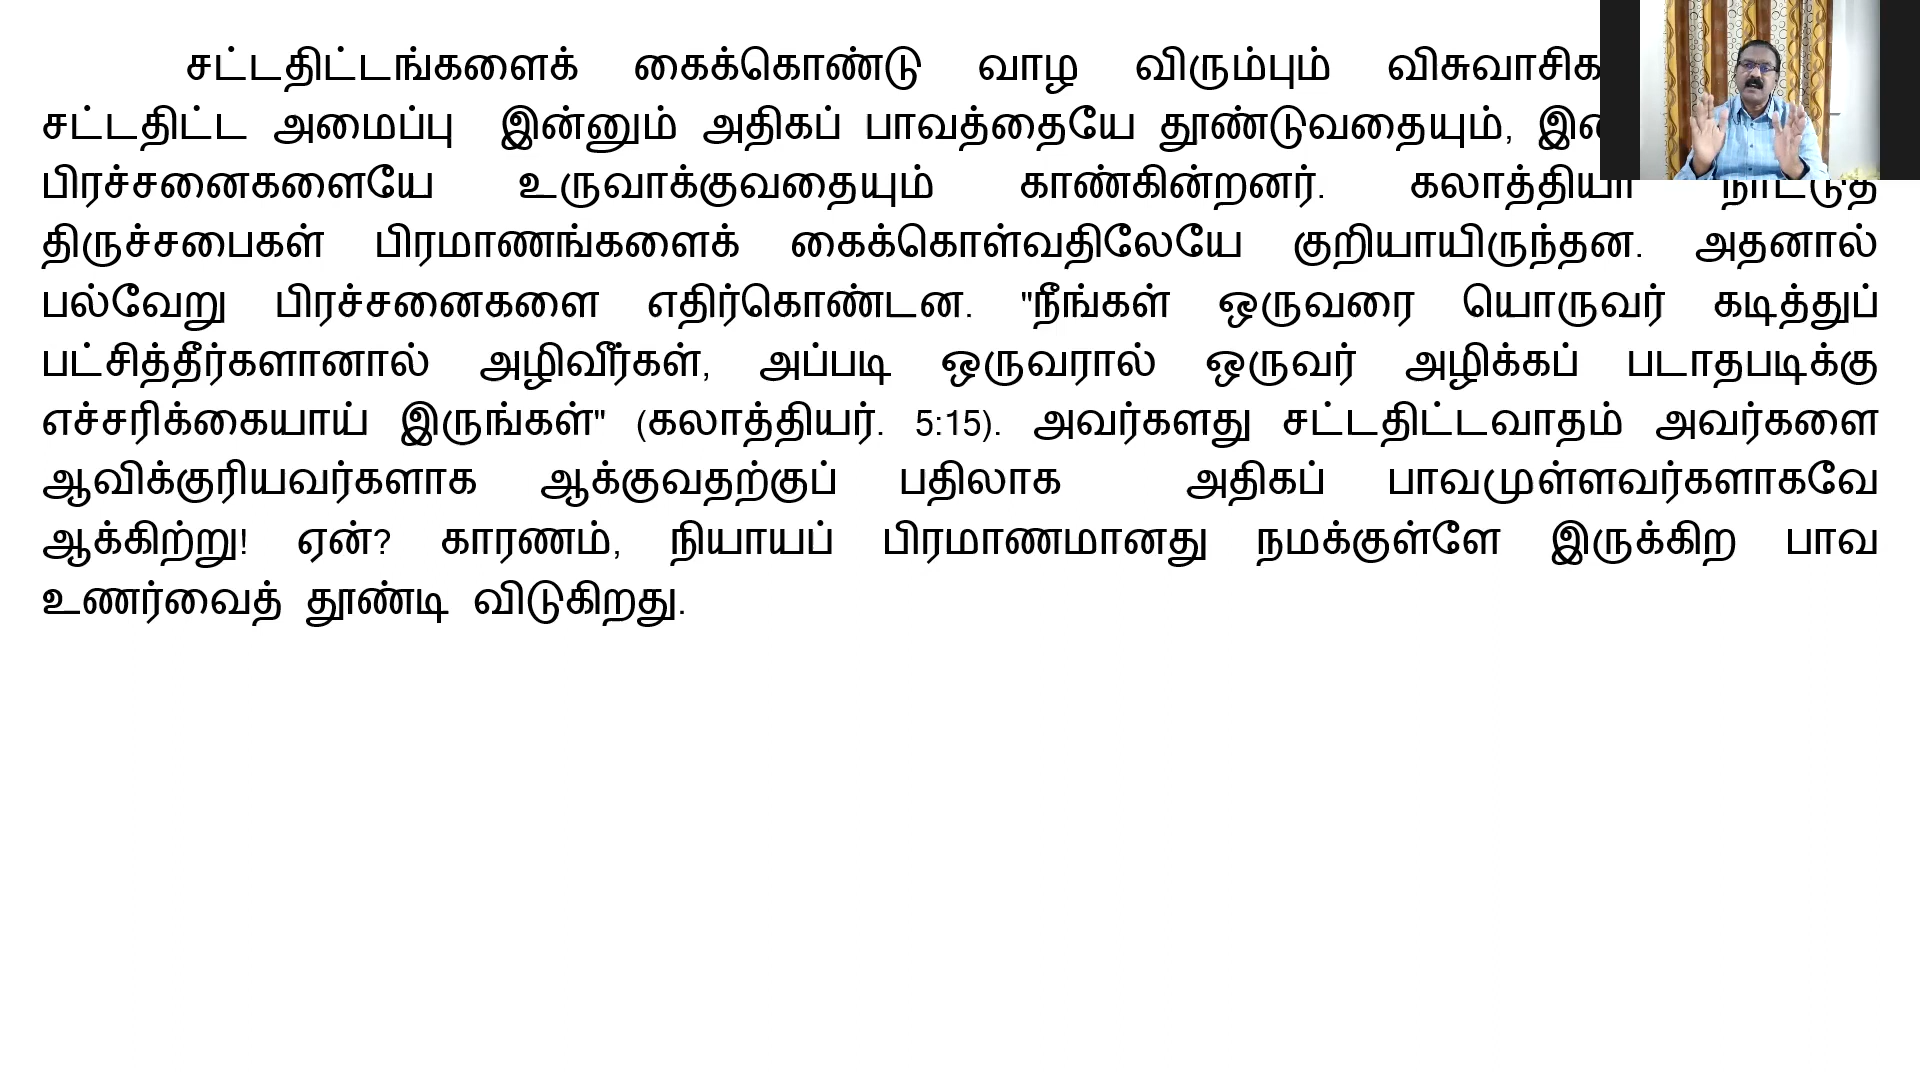 சட்டதிட்டங்களைக் கைக்கொண்டு வாழ விரும்பும்
சட்டதிட்ட அமைப்பு இன்னும் அதிகப் பாவத்தையே தூண்டுவதையும்,
பிரச்சனைகளையே உருவாக்குவதையும் காண்கின்றனர். கலாத்தியா நாட்டுத்
திருச்சபைகள் பிரமாணங்களைக் கைக்கொள்வதிலேயே குறியாயிருந்தன. அதனால்
பல்வேறு பிரச்சனைகளை எதிர்கொண்டன. "நீங்கள் ஒருவரை யொருவர் கடித்துப்
பட்சித்தீர்களானால் அழிவீர்கள், அப்படி ஒருவரால் ஒருவர் அழிக்கப் படாதபடிக்கு
எச்சரிக்கையாய் இருங்கள்" (கலாத்தியர். 5:15). அவர்களது சட்டதிட்டவாதம் அவர்களை
ஆவிக்குரியவர்களாக ஆக்குவதற்குப் பதிலாக அதிகப் பாவமுள்ளவர்களாகவே
ஆக்கிற்று! ஏன்? காரணம், நியாயப் பிரமாணமானது நமக்குள்ளே இருக்கிற பாவ
உணர்வைத் தூண்டி விடுகிறது.